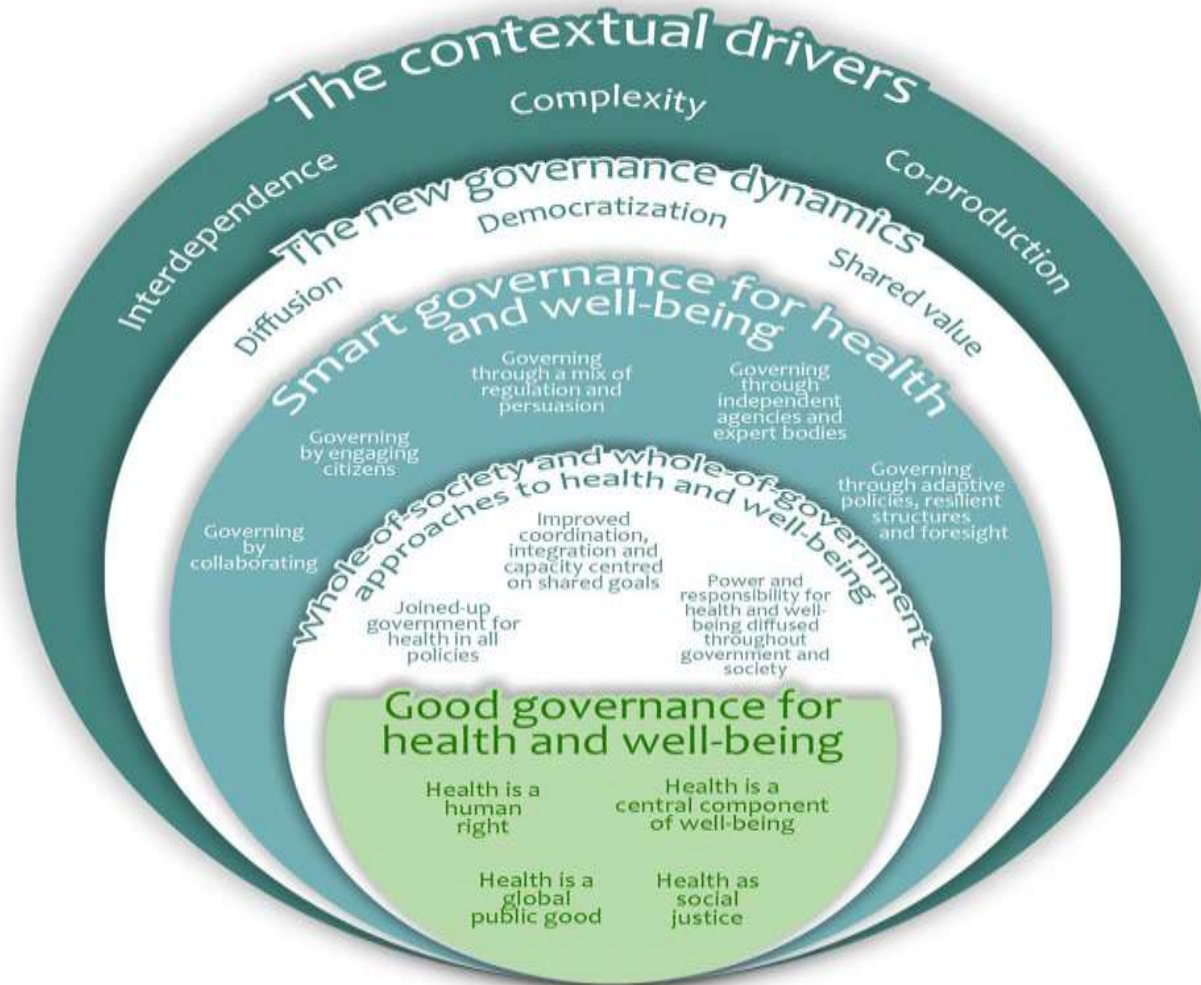 The contextual drivers
Interdependence
Complexity
Co-production
The new governance dynamics
Diffusion
Democratization
Shared value
Smart governance for health
and well-being
Governing
by
collaborating
Governing
by engaging
citizens
Governing
through a mix of
regulation and
persuasion
Governing
through
independent
agencies and
expert bodies
Governing
through adaptive
policies, resilient
structures
and foresight
Whole-of-society and whole-of-government
approaches to health and well-being
Joined-up
government for
health in all
policies
Improved
coordination,
integration and
capacity centred
on shared goals
Power and
responsibility for
health and well-
being diffused
throughout
government and
society
Good governance for
health and well-being
Health is a
human
right
Health is a
central component
of well-being
Health is a
global
public good
Health as
social
justice